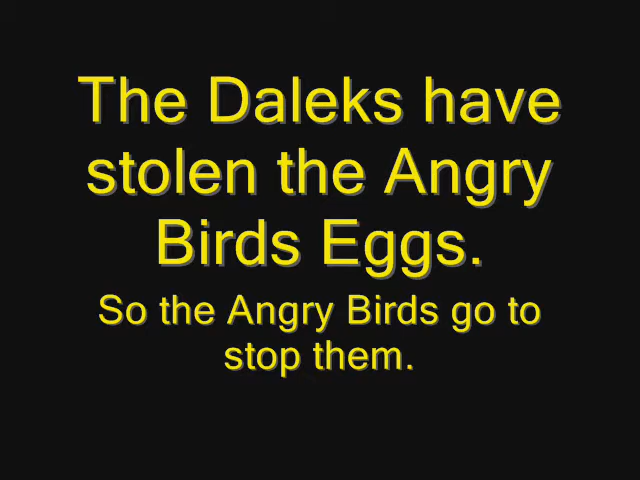 The Daleks have
stolen the Angry
Birds Eggs.
So the Angry Birds go to
stop them.